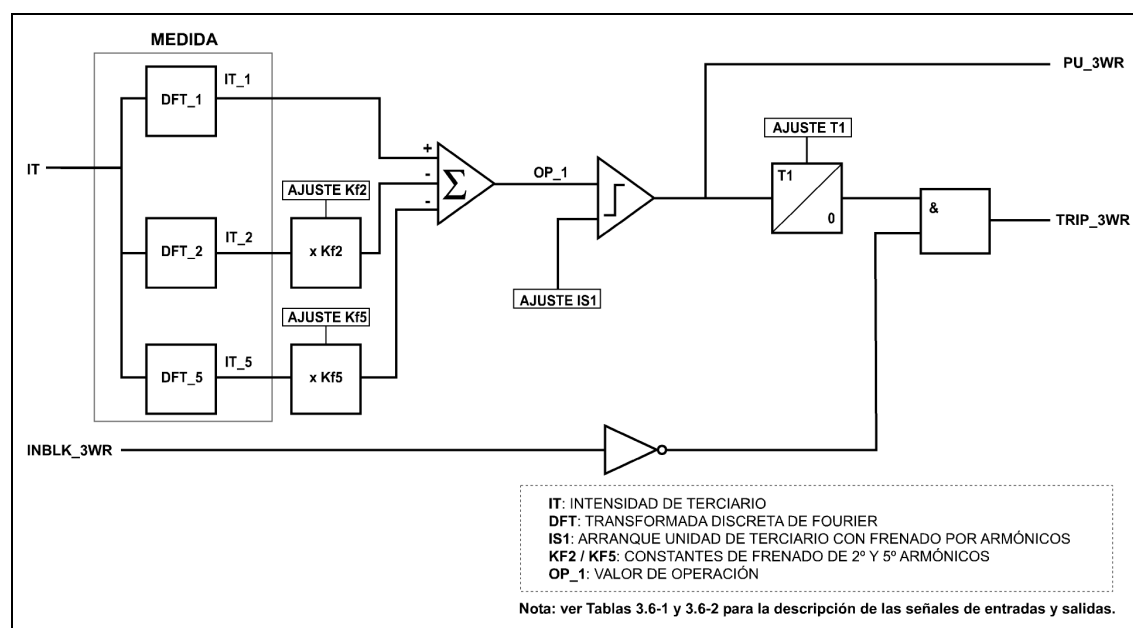 MEDIDA
PU_3WR
IT_1
DFT_1
AJUSTE T1
IT
AJUSTE Kf2
+
-
-
Σ
OP_1
T1
0
&
TRIP_3WR
IT_2
DFT_2
x Kf2
AJUSTE IS1
AJUSTE Kf5
IT_5
DFT_5
x Kf5
INBLK_3WR
IT: INTENSIDAD DE TERCIARIO
DFT: TRANSFORMADA DISCRETA DE FOURIER
IS1: ARRANQUE UNIDAD DE TERCIARIO CON FRENADO POR ARMÓNICOS
KF2 / KF5: CONSTANTES DE FRENADO DE 2º Y 5º ARMÓNICOS
OP_1: VALOR DE OPERACIÓN
Nota: ver Tablas 3.6-1 y 3.6-2 para la descripción de las señales de entradas y salidas.